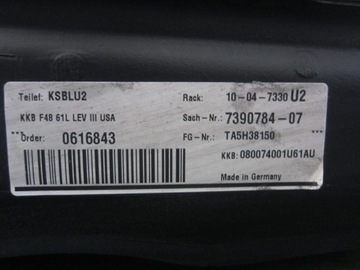 Teilef: KSBLU2
Rack: 10-04-7330 U2
KKB F48 61L LEV III USA
Sach-Nr.: 7390784-07
Order: 0616843
FG-Nr.: TA5H38150
KKB: 080074001U61AU
Made in Germany